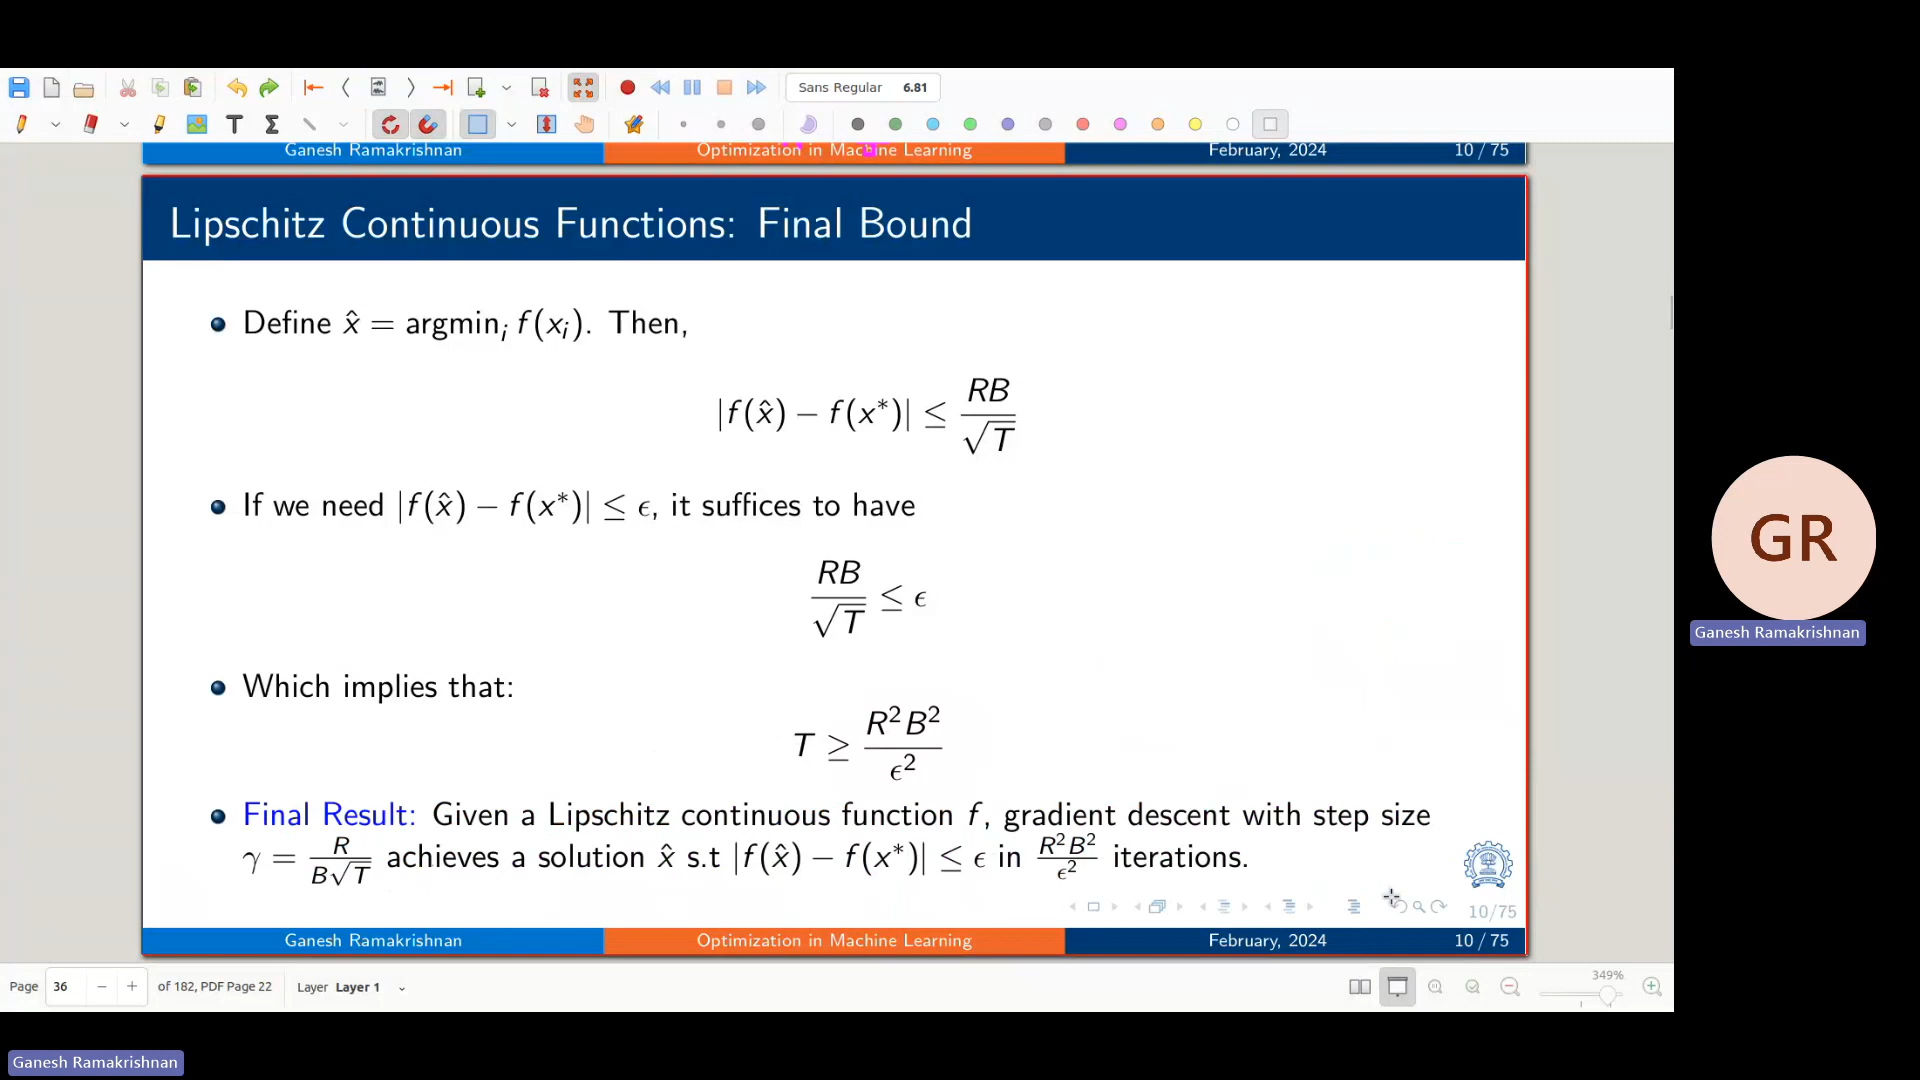 Sans Regular 6.81
Ganesh Ramakrishnan Optimization in Machine Learning February, 2024 10 / 75
Lipschitz Continuous Functions: Final Bound
Define x̂ = argminᵢ f(xᵢ). Then,
|f(x̂) − f(x*)| ≤ RB/√T
If we need |f(x̂) − f(x*)| ≤ ϵ, it suffices to have
RB/√T ≤ ϵ
Which implies that:
T ≥ R²B²/ϵ²
Final Result: Given a Lipschitz continuous function f, gradient descent with step size
γ = R/B√T achieves a solution x̂ s.t |f(x̂) − f(x*)| ≤ ϵ in R²B²/ϵ² iterations.
10/75
Ganesh Ramakrishnan Optimization in Machine Learning February, 2024 10 / 75
GR
Ganesh Ramakrishnan
Page 36 − + of 182, PDF Page 22 Layer Layer 1 349%
Ganesh Ramakrishnan